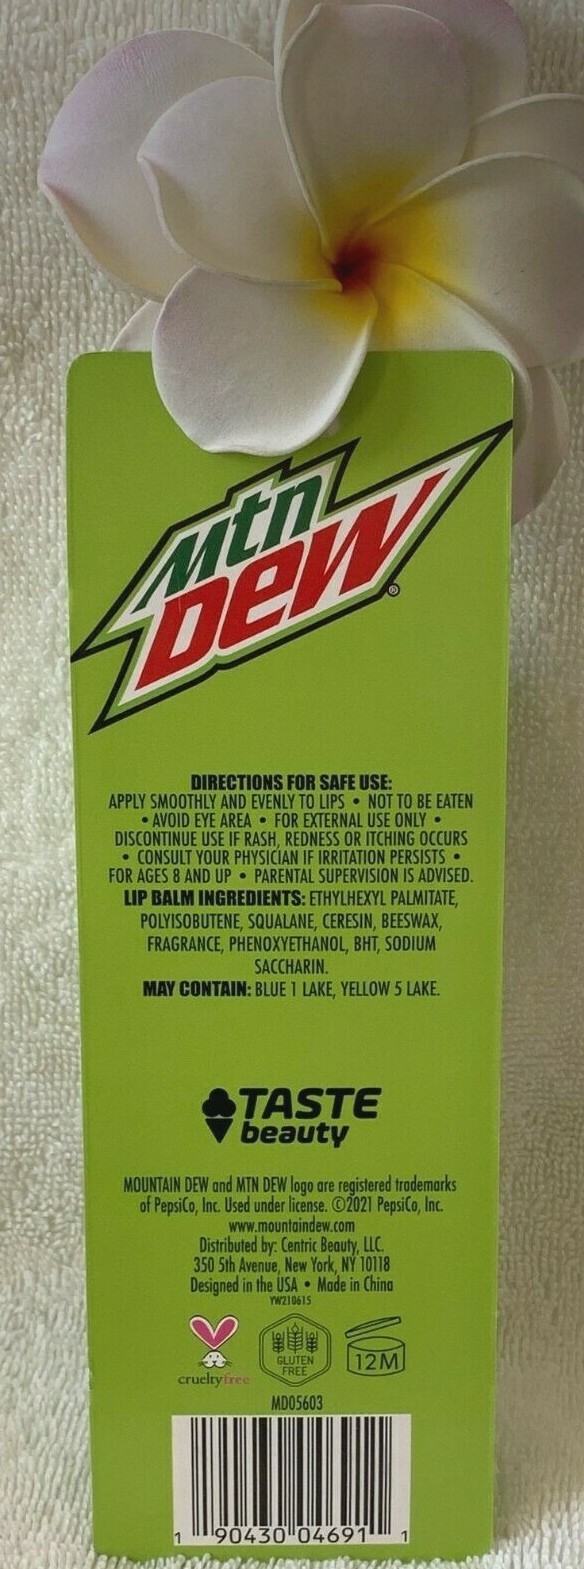 mtn
DEW®
DIRECTIONS FOR SAFE USE:
APPLY SMOOTHLY AND EVENLY TO LIPS • NOT TO BE EATEN
• AVOID EYE AREA • FOR EXTERNAL USE ONLY •
DISCONTINUE USE IF RASH, REDNESS OR ITCHING OCCURS
• CONSULT YOUR PHYSICIAN IF IRRITATION PERSISTS •
FOR AGES 8 AND UP • PARENTAL SUPERVISION IS ADVISED.
LIP BALM INGREDIENTS: ETHYLHEXYL PALMITATE,
POLYISOBUTENE, SQUALANE, CERESIN, BEESWAX,
FRAGRANCE, PHENOXYETHANOL, BHT, SODIUM
SACCHARIN.
MAY CONTAIN: BLUE 1 LAKE, YELLOW 5 LAKE.
TASTE
beauty
MOUNTAIN DEW and MTN DEW logo are registered trademarks
of PepsiCo, Inc. Used under license. ©2021 PepsiCo, Inc.
www.mountaindew.com
Distributed by: Centric Beauty, LLC.
350 5th Avenue, New York, NY 10118
Designed in the USA • Made in China
YW210615
crueltyfree
GLUTEN
FREE
12M
MD05603
1 90430 04691 1